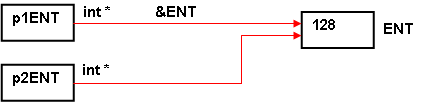 p1ENT int * &ENT 128 ENT
p2ENT int *